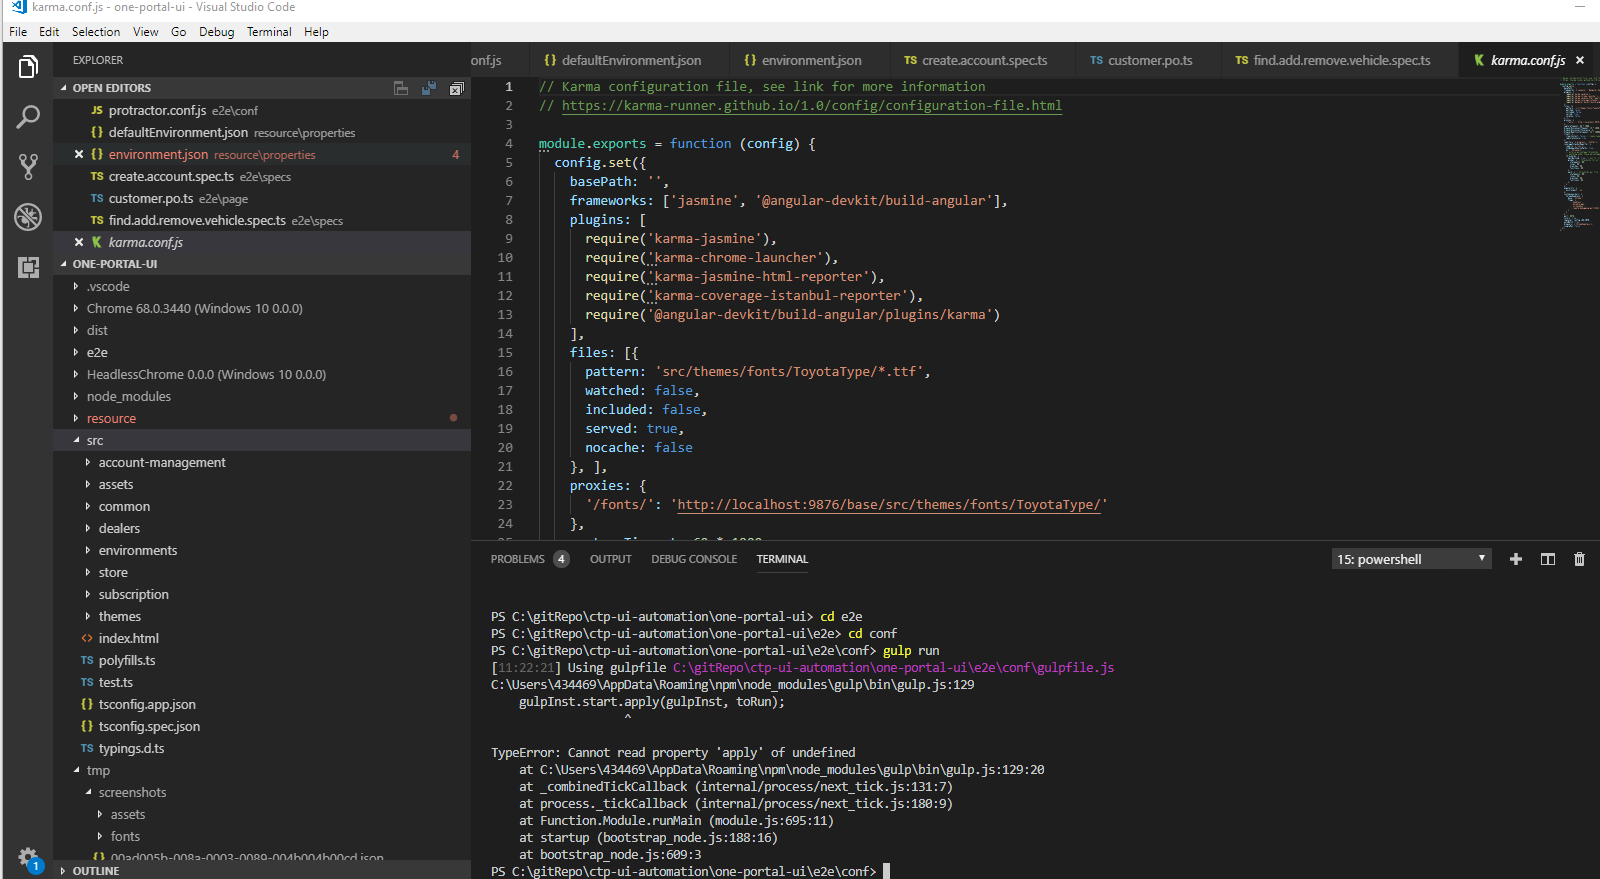 karma.conf.js - one-portal-ui - Visual Studio Code
File Edit Selection View Go Debug Terminal Help
EXPLORER
OPEN EDITORS
JS protractor.conf.js e2e\conf
{} defaultEnvironment.json resource\properties
{} environment.json resource\properties 4
TS create.account.spec.ts e2e\specs
TS customer.po.ts e2e\page
TS find.add.remove.vehicle.spec.ts e2e\specs
karma.conf.js
ONE-PORTAL-UI
.vscode
Chrome 68.0.3440 (Windows 10 0.0.0)
dist
e2e
HeadlessChrome 0.0.0 (Windows 10 0.0.0)
node_modules
resource
src
account-management
assets
common
dealers
environments
store
subscription
themes
<> index.html
TS polyfills.ts
TS test.ts
{} tsconfig.app.json
{} tsconfig.spec.json
TS typings.d.ts
tmp
screenshots
assets
fonts
{} 00ad005b-008a-0003-0089-004b004b00cd.json
OUTLINE
1
onf.js {} defaultEnvironment.json {} environment.json TS create.account.spec.ts TS customer.po.ts TS find.add.remove.vehicle.spec.ts karma.conf.js
1 // Karma configuration file, see link for more information
2 // https://karma-runner.github.io/1.0/config/configuration-file.html
3
4 module.exports = function (config) {
5 config.set({
6 basePath: '',
7 frameworks: ['jasmine', '@angular-devkit/build-angular'],
8 plugins: [
9 require('karma-jasmine'),
10 require('karma-chrome-launcher'),
11 require('karma-jasmine-html-reporter'),
12 require('karma-coverage-istanbul-reporter'),
13 require('@angular-devkit/build-angular/plugins/karma')
14 ],
15 files: [{
16 pattern: 'src/themes/fonts/ToyotaType/*.ttf',
17 watched: false,
18 included: false,
19 served: true,
20 nocache: false
21 }, ],
22 proxies: {
23 '/fonts/': 'http://localhost:9876/base/src/themes/fonts/ToyotaType/'
24 },
PROBLEMS 4 OUTPUT DEBUG CONSOLE TERMINAL 15: powershell
PS C:\gitRepo\ctp-ui-automation\one-portal-ui> cd e2e
PS C:\gitRepo\ctp-ui-automation\one-portal-ui\e2e> cd conf
PS C:\gitRepo\ctp-ui-automation\one-portal-ui\e2e\conf> gulp run
[11:22:21] Using gulpfile C:\gitRepo\ctp-ui-automation\one-portal-ui\e2e\conf\gulpfile.js
C:\Users\434469\AppData\Roaming\npm\node_modules\gulp\bin\gulp.js:129
gulpInst.start.apply(gulpInst, toRun);
^
TypeError: Cannot read property 'apply' of undefined
at C:\Users\434469\AppData\Roaming\npm\node_modules\gulp\bin\gulp.js:129:20
at _combinedTickCallback (internal/process/next_tick.js:131:7)
at process._tickCallback (internal/process/next_tick.js:180:9)
at Function.Module.runMain (module.js:695:11)
at startup (bootstrap_node.js:188:16)
at bootstrap_node.js:609:3
PS C:\gitRepo\ctp-ui-automation\one-portal-ui\e2e\conf>